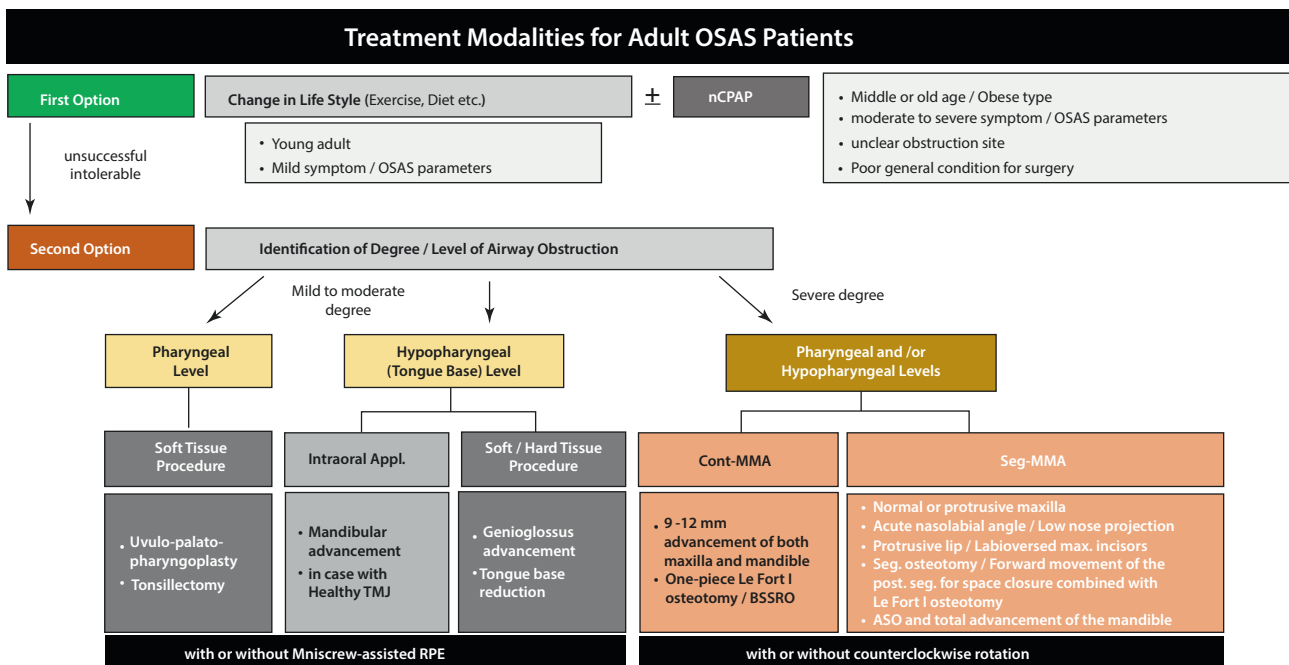 Treatment Modalities for Adult OSAS Patients
First Option
Change in Life Style (Exercise, Diet etc.)
±
nCPAP
• Middle or old age / Obese type
• moderate to severe symptom / OSAS parameters
• unclear obstruction site
• Poor general condition for surgery
• Young adult
• Mild symptom / OSAS parameters
unsuccessful
intolerable
Second Option
Identification of Degree / Level of Airway Obstruction
Mild to moderate
degree
Severe degree
Pharyngeal
Level
Hypopharyngeal
(Tongue Base) Level
Pharyngeal and /or
Hypopharyngeal Levels
Soft Tissue
Procedure
Intraoral Appl.
Soft / Hard Tissue
Procedure
Cont-MMA
Seg-MMA
• Uvulo-palato-
pharyngoplasty
• Tonsillectomy
• Mandibular
advancement
• in case with
Healthy TMJ
• Genioglossus
advancement
• Tongue base
reduction
• 9 -12 mm
advancement of both
maxilla and mandible
• One-piece Le Fort I
osteotomy / BSSRO
• Normal or protrusive maxilla
• Acute nasolabial angle / Low nose projection
• Protrusive lip / Labioversed max. incisors
• Seg. osteotomy / Forward movement of the
post. seg. for space closure combined with
Le Fort I osteotomy
• ASO and total advancement of the mandible
with or without Mniscrew-assisted RPE
with or without counterclockwise rotation